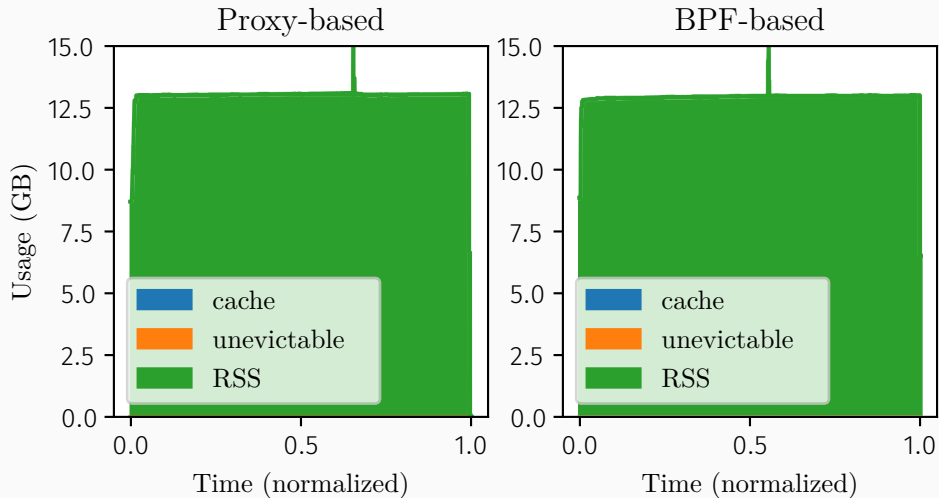 Proxy-based
BPF-based
Usage (GB)
15.0
12.5
10.0
7.5
5.0
2.5
0.0
cache
unevictable
RSS
0.0
0.5
1.0
Time (normalized)
15.0
12.5
10.0
7.5
5.0
2.5
0.0
cache
unevictable
RSS
0.0
0.5
1.0
Time (normalized)